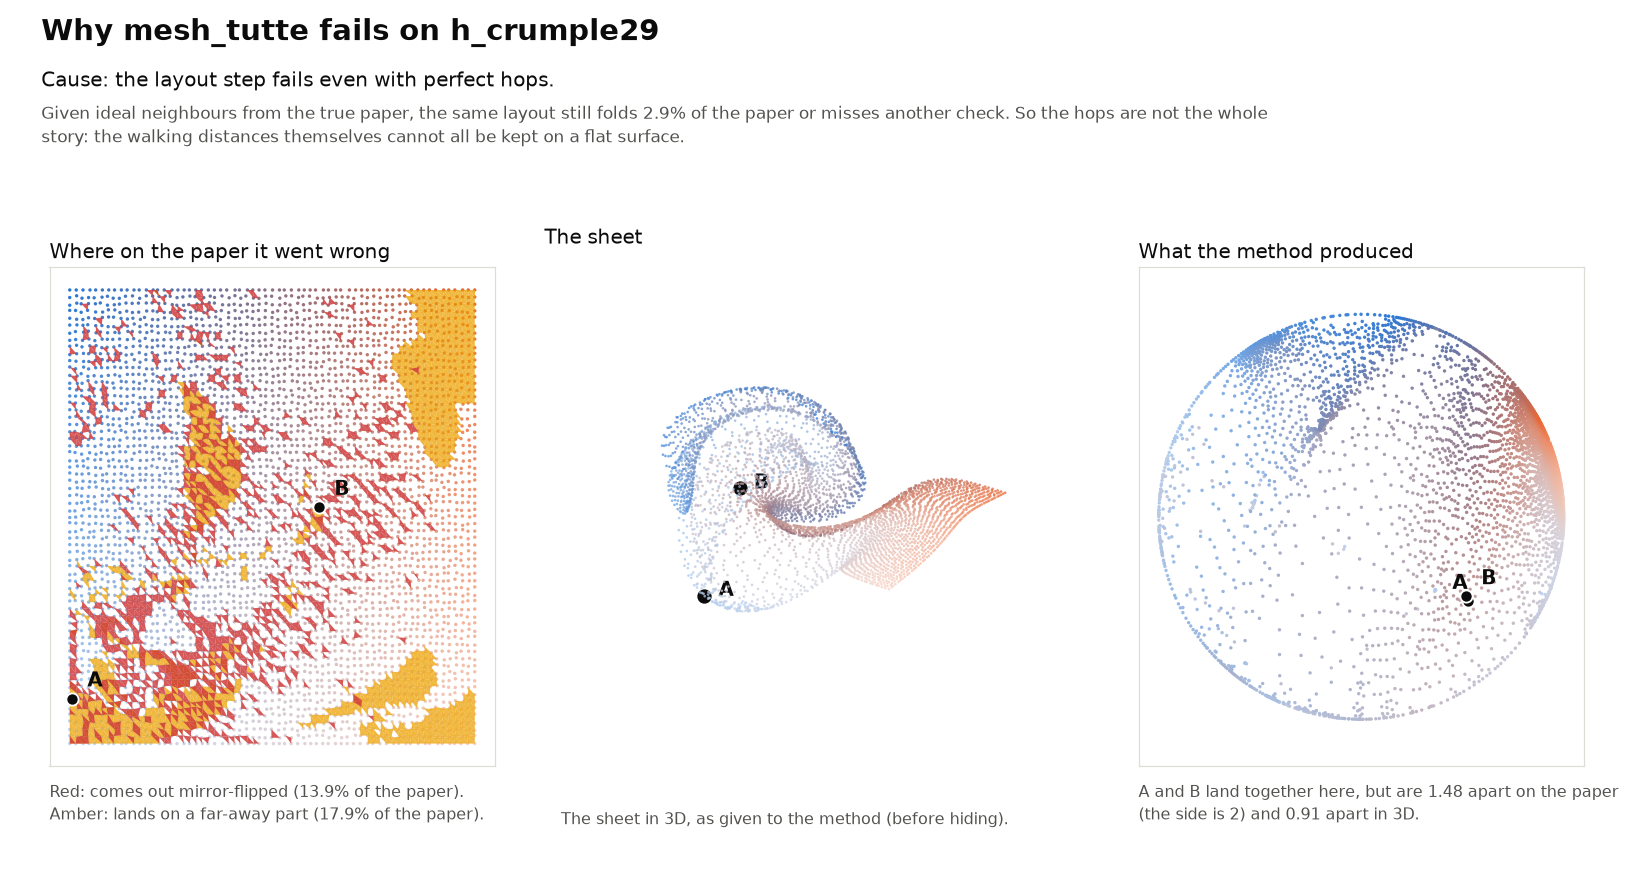 Why mesh_tutte fails on h_crumple29
Cause: the layout step fails even with perfect hops.
Given ideal neighbours from the true paper, the same layout still folds 2.9% of the paper or misses another check. So the hops are not the whole
story: the walking distances themselves cannot all be kept on a flat surface.
Where on the paper it went wrong
B
A
Red: comes out mirror-flipped (13.9% of the paper).
Amber: lands on a far-away part (17.9% of the paper).
The sheet
B
A
The sheet in 3D, as given to the method (before hiding).
What the method produced
A B
A and B land together here, but are 1.48 apart on the paper
(the side is 2) and 0.91 apart in 3D.